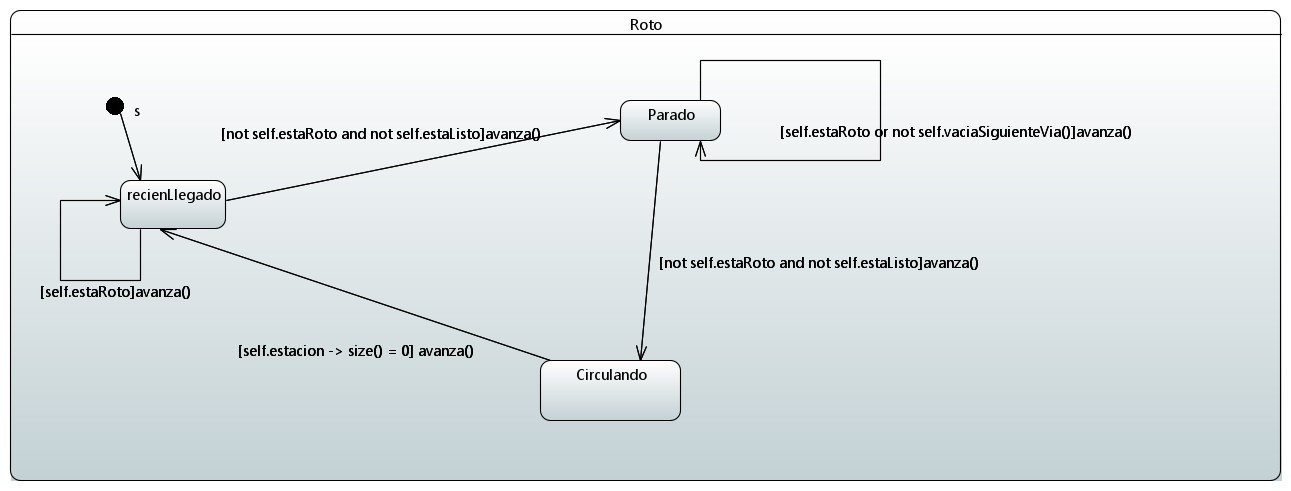 Roto
s
Parado
[not self.estaRoto and not self.estaListo]avanza()
[self.estaRoto or not self.vaciaSiguienteVia()]avanza()
recienLlegado
[not self.estaRoto and not self.estaListo]avanza()
[self.estaRoto]avanza()
[self.estacion -> size() = 0] avanza()
Circulando